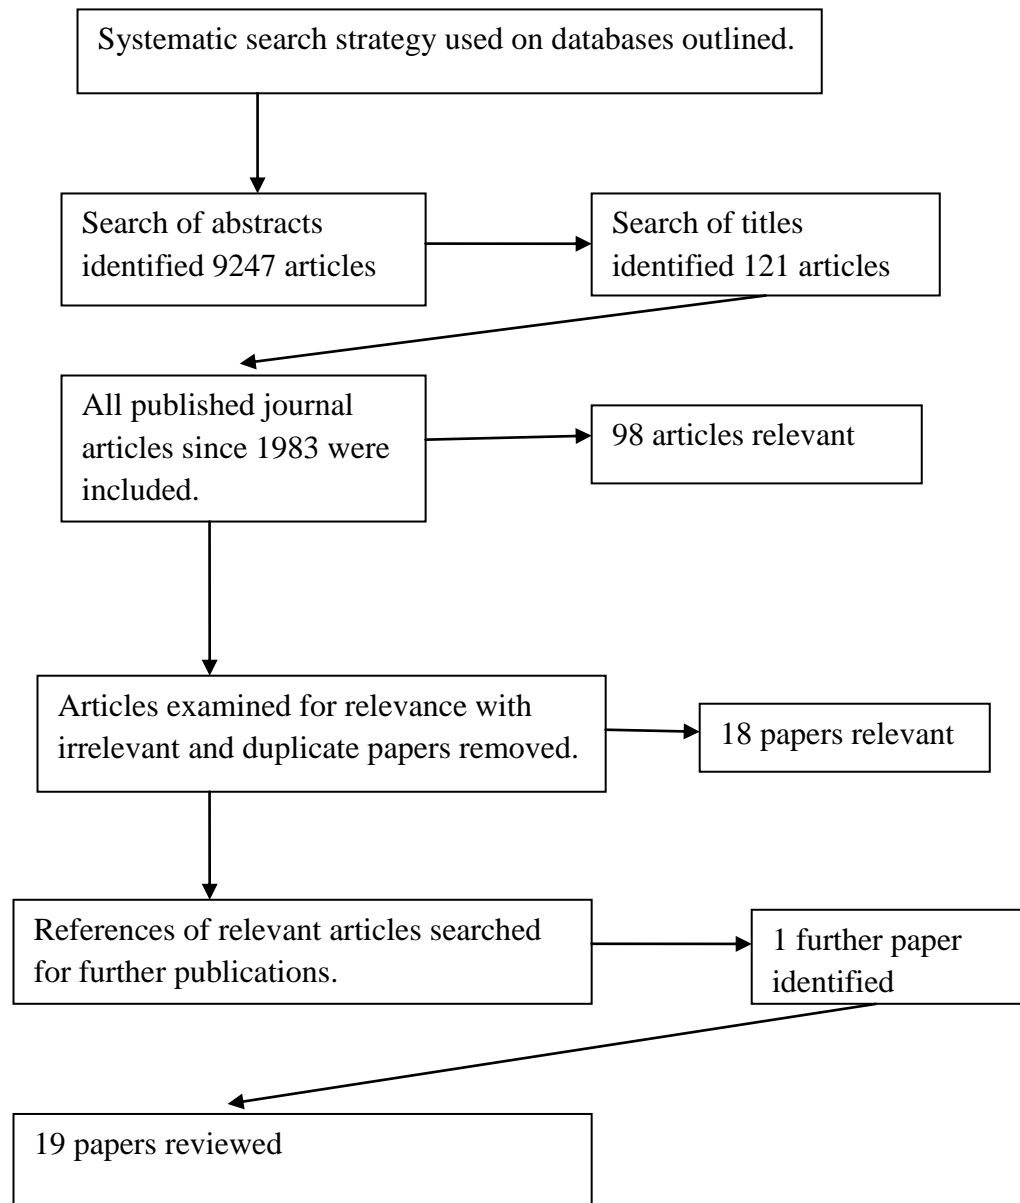 Systematic search strategy used on databases outlined.
Search of abstracts
identified 9247 articles
Search of titles
identified 121 articles
All published journal
articles since 1983 were
included.
98 articles relevant
Articles examined for relevance with
irrelevant and duplicate papers removed.
18 papers relevant
References of relevant articles searched
for further publications.
1 further paper
identified
19 papers reviewed